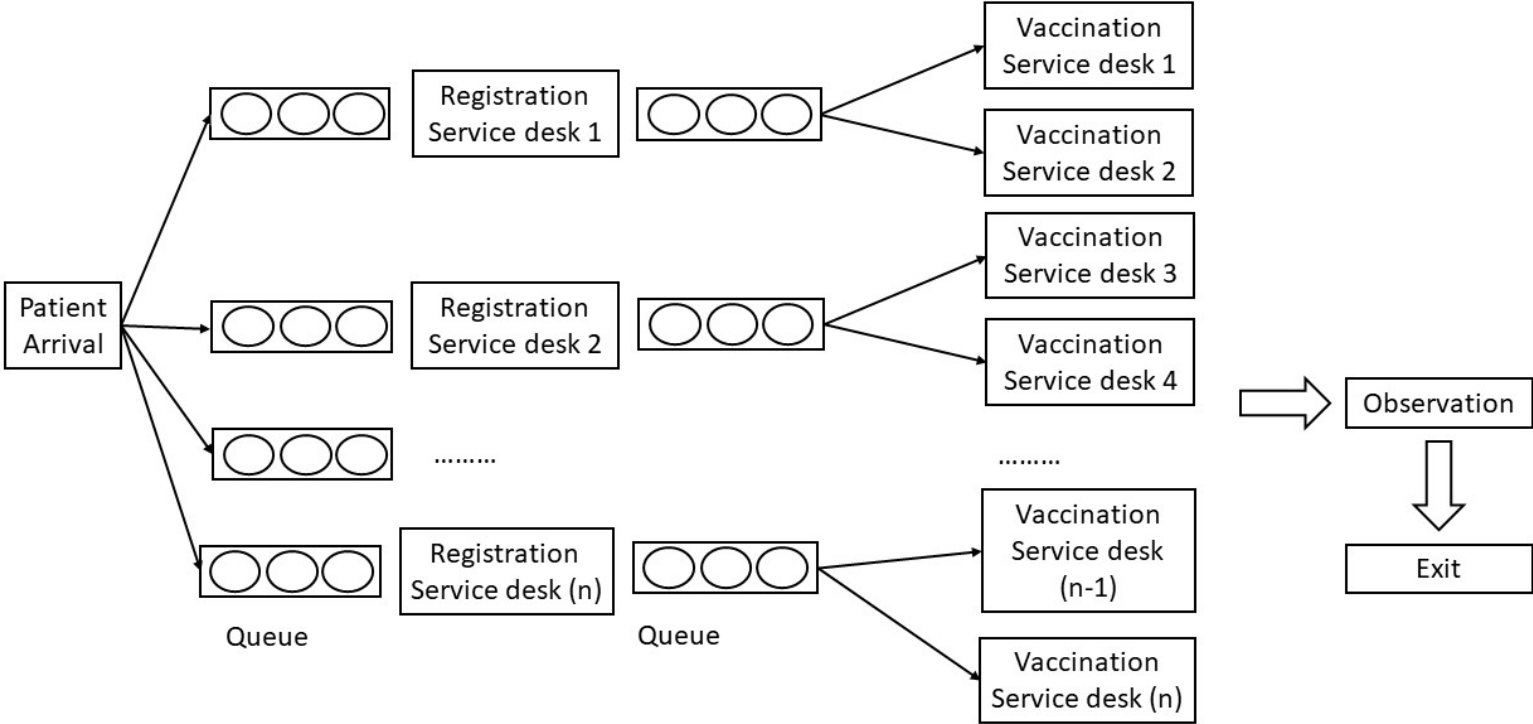 Patient
Arrival
Registration
Service desk 1
Vaccination
Service desk 1
Vaccination
Service desk 2
Registration
Service desk 2
Vaccination
Service desk 3
Vaccination
Service desk 4
.........
.........
Registration
Service desk (n)
Vaccination
Service desk
(n-1)
Vaccination
Service desk (n)
Queue
Queue
Observation
Exit